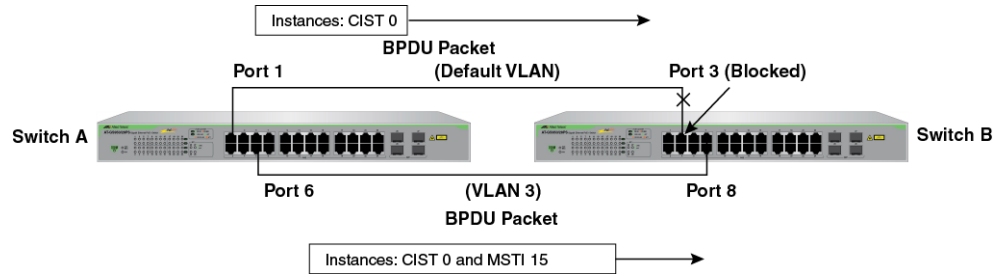 Instances: CIST 0
BPDU Packet
Port 1
(Default VLAN)
Port 3 (Blocked)
Switch A
Switch B
Port 6
(VLAN 3)
Port 8
BPDU Packet
Instances: CIST 0 and MSTI 15